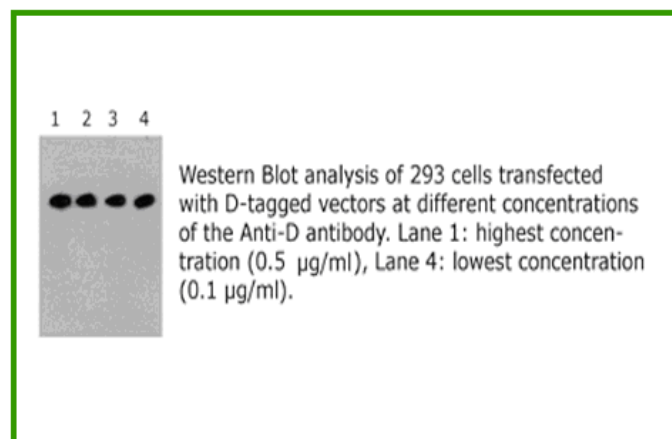 1 2 3 4
Western Blot analysis of 293 cells transfected
with D-tagged vectors at different concentrations
of the Anti-D antibody. Lane 1: highest concen-
tration (0.5 µg/ml), Lane 4: lowest concentration
(0.1 µg/ml).